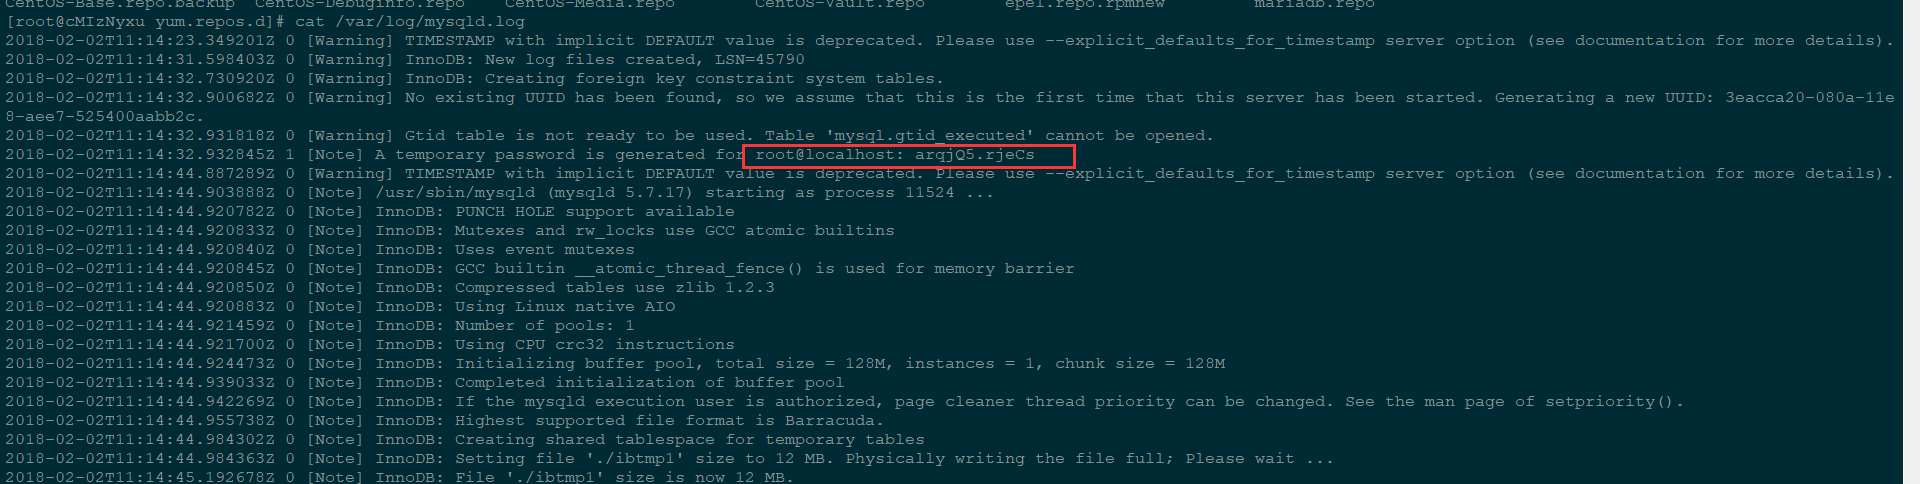 CentOS-Base.repo.backup  CentOS-Debuginfo.repo  CentOS-Media.repo  CentOS-Vault.repo  epel.repo.rpmnew  mariadb.repo
[root@cMIzNyxu yum.repos.d]# cat /var/log/mysqld.log
2018-02-02T11:14:23.349201Z 0 [Warning] TIMESTAMP with implicit DEFAULT value is deprecated. Please use --explicit_defaults_for_timestamp server option (see documentation for more details).
2018-02-02T11:14:31.598403Z 0 [Warning] InnoDB: New log files created, LSN=45790
2018-02-02T11:14:32.730920Z 0 [Warning] InnoDB: Creating foreign key constraint system tables.
2018-02-02T11:14:32.900682Z 0 [Warning] No existing UUID has been found, so we assume that this is the first time that this server has been started. Generating a new UUID: 3eacca20-080a-11e
8-aee7-525400aabb2c.
2018-02-02T11:14:32.931818Z 0 [Warning] Gtid table is not ready to be used. Table 'mysql.gtid_executed' cannot be opened.
2018-02-02T11:14:32.932845Z 1 [Note] A temporary password is generated for root@localhost: arqjQ5.rjeCs
2018-02-02T11:14:44.887289Z 0 [Warning] TIMESTAMP with implicit DEFAULT value is deprecated. Please use --explicit_defaults_for_timestamp server option (see documentation for more details).
2018-02-02T11:14:44.903888Z 0 [Note] /usr/sbin/mysqld (mysqld 5.7.17) starting as process 11524 ...
2018-02-02T11:14:44.920782Z 0 [Note] InnoDB: PUNCH HOLE support available
2018-02-02T11:14:44.920833Z 0 [Note] InnoDB: Mutexes and rw_locks use GCC atomic builtins
2018-02-02T11:14:44.920840Z 0 [Note] InnoDB: Uses event mutexes
2018-02-02T11:14:44.920845Z 0 [Note] InnoDB: GCC builtin __atomic_thread_fence() is used for memory barrier
2018-02-02T11:14:44.920850Z 0 [Note] InnoDB: Compressed tables use zlib 1.2.3
2018-02-02T11:14:44.920883Z 0 [Note] InnoDB: Using Linux native AIO
2018-02-02T11:14:44.921459Z 0 [Note] InnoDB: Number of pools: 1
2018-02-02T11:14:44.921700Z 0 [Note] InnoDB: Using CPU crc32 instructions
2018-02-02T11:14:44.924473Z 0 [Note] InnoDB: Initializing buffer pool, total size = 128M, instances = 1, chunk size = 128M
2018-02-02T11:14:44.939033Z 0 [Note] InnoDB: Completed initialization of buffer pool
2018-02-02T11:14:44.942269Z 0 [Note] InnoDB: If the mysqld execution user is authorized, page cleaner thread priority can be changed. See the man page of setpriority().
2018-02-02T11:14:44.955738Z 0 [Note] InnoDB: Highest supported file format is Barracuda.
2018-02-02T11:14:44.984302Z 0 [Note] InnoDB: Creating shared tablespace for temporary tables
2018-02-02T11:14:44.984363Z 0 [Note] InnoDB: Setting file './ibtmp1' size to 12 MB. Physically writing the file full; Please wait ...
2018-02-02T11:14:45.192678Z 0 [Note] InnoDB: File './ibtmp1' size is now 12 MB.